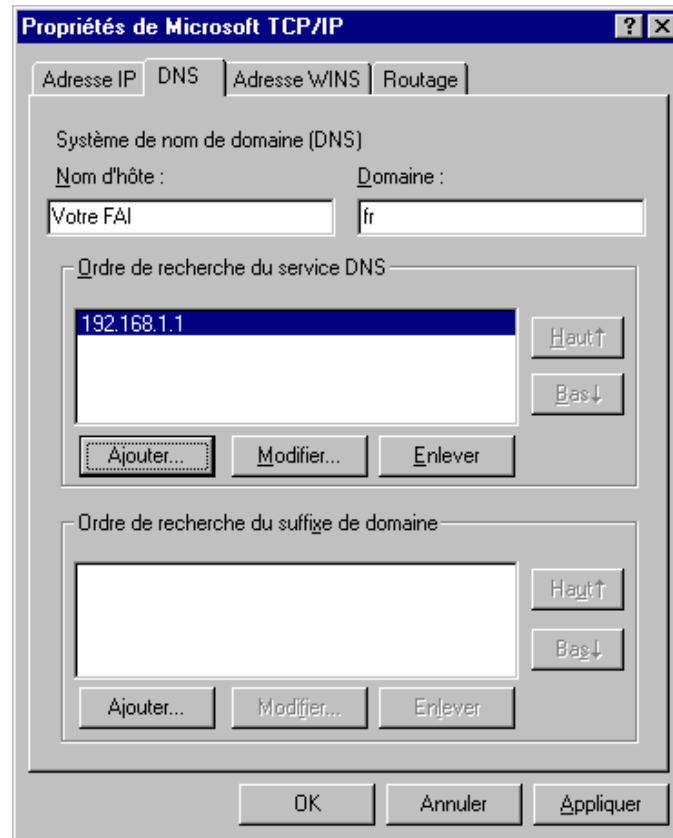 Propriétés de Microsoft TCP/IP
Adresse IP DNS Adresse WINS Routage
Système de nom de domaine (DNS)
Nom d'hôte : Domaine :
Votre FAI fr
Ordre de recherche du service DNS
192.168.1.1
Haut↑
Bas↓
Ajouter... Modifier... Enlever
Ordre de recherche du suffixe de domaine
Haut↑
Bas↓
Ajouter... Modifier... Enlever
OK Annuler Appliquer